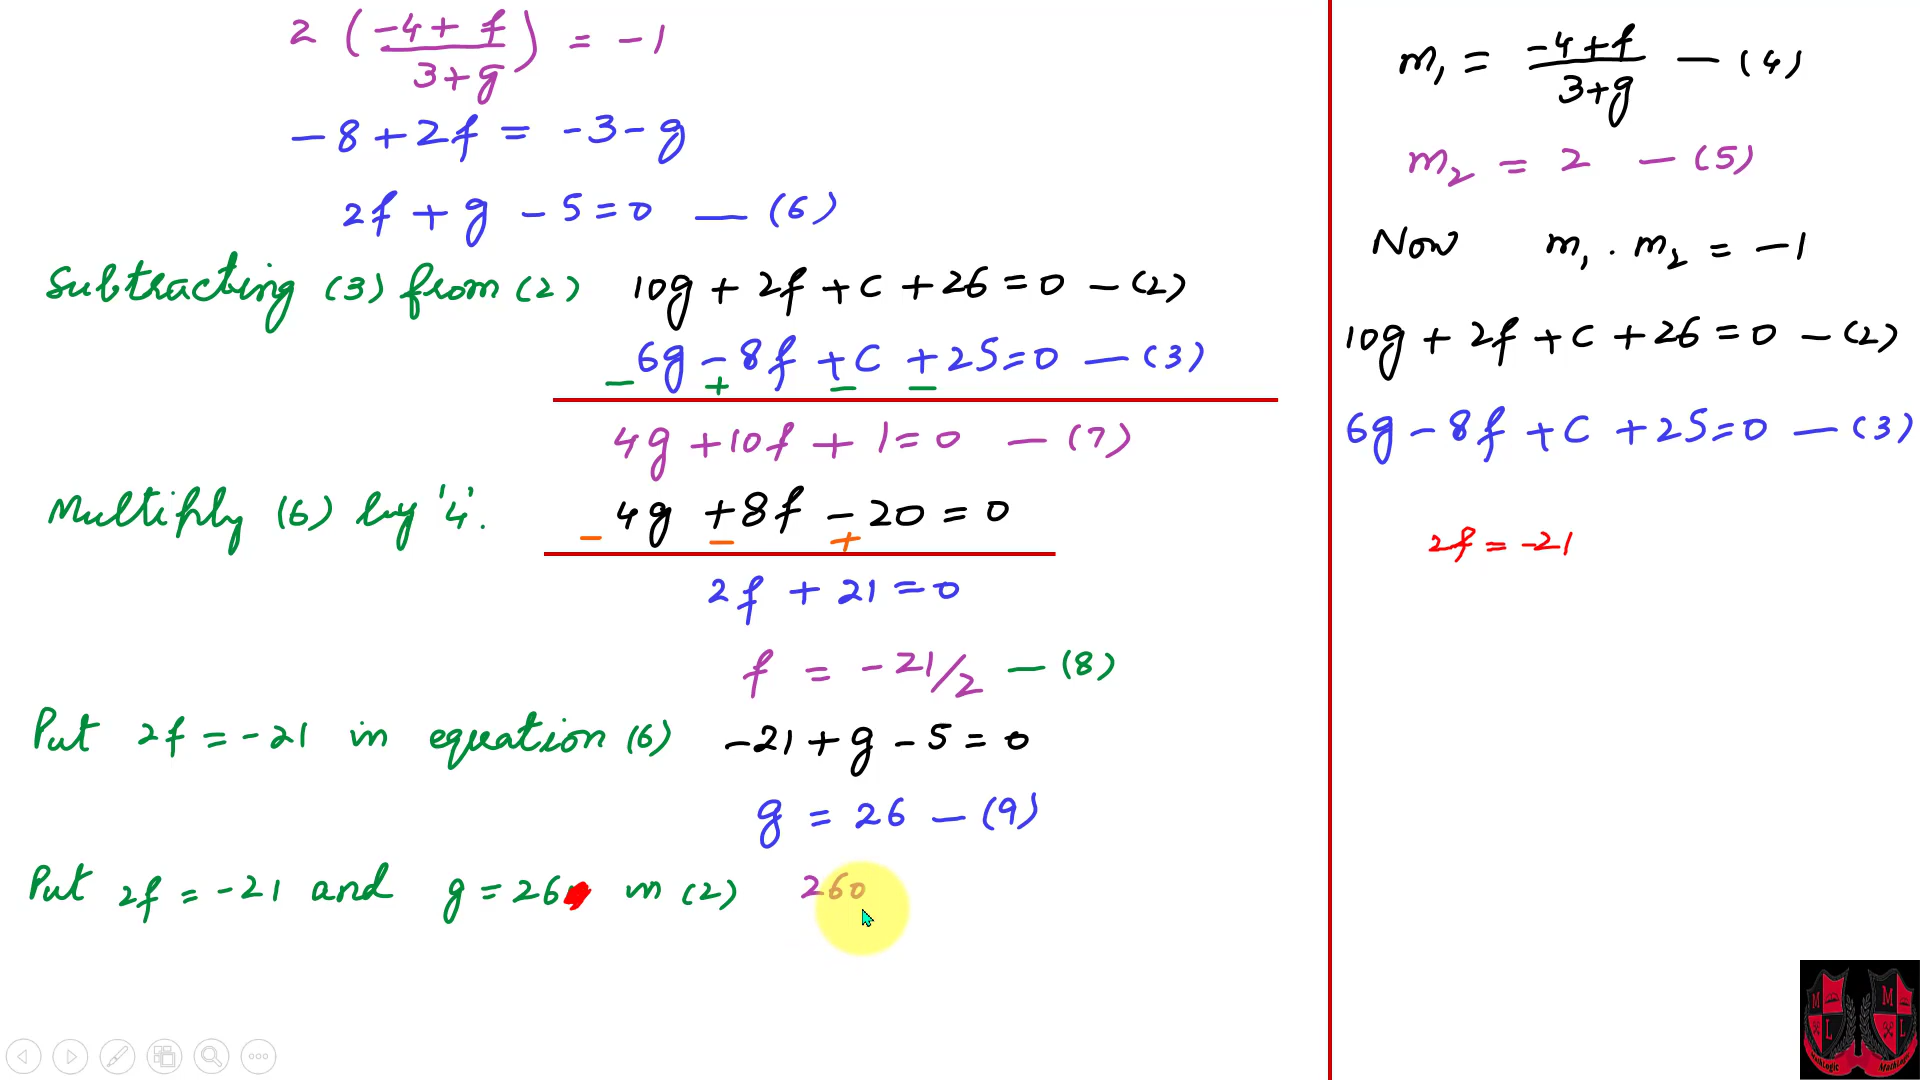 2 ( (-4+f)/(3+g) ) = -1
-8+2f = -3-g
2f + g - 5 = 0 — (6)
Subtracting (3) from (2) 10g + 2f + c + 26 = 0 — (2)
6g - 8f + c + 25 = 0 — (3)
- + - -
4g + 10f + 1 = 0 — (7)
Multiply (6) by '4'. 4g + 8f - 20 = 0
- - +
2f + 21 = 0
f = -21/2 — (8)
Put 2f = -21 in equation (6) -21 + g - 5 = 0
g = 26 — (9)
Put 2f = -21 and g = 26 in (2) 260
m₁ = (-4+f)/(3+g) — (4)
m₂ = 2 — (5)
Now m₁ . m₂ = -1
10g + 2f + c + 26 = 0 — (2)
6g - 8f + c + 25 = 0 — (3)
2f = -21
M L M L
MathLogic MathLogic